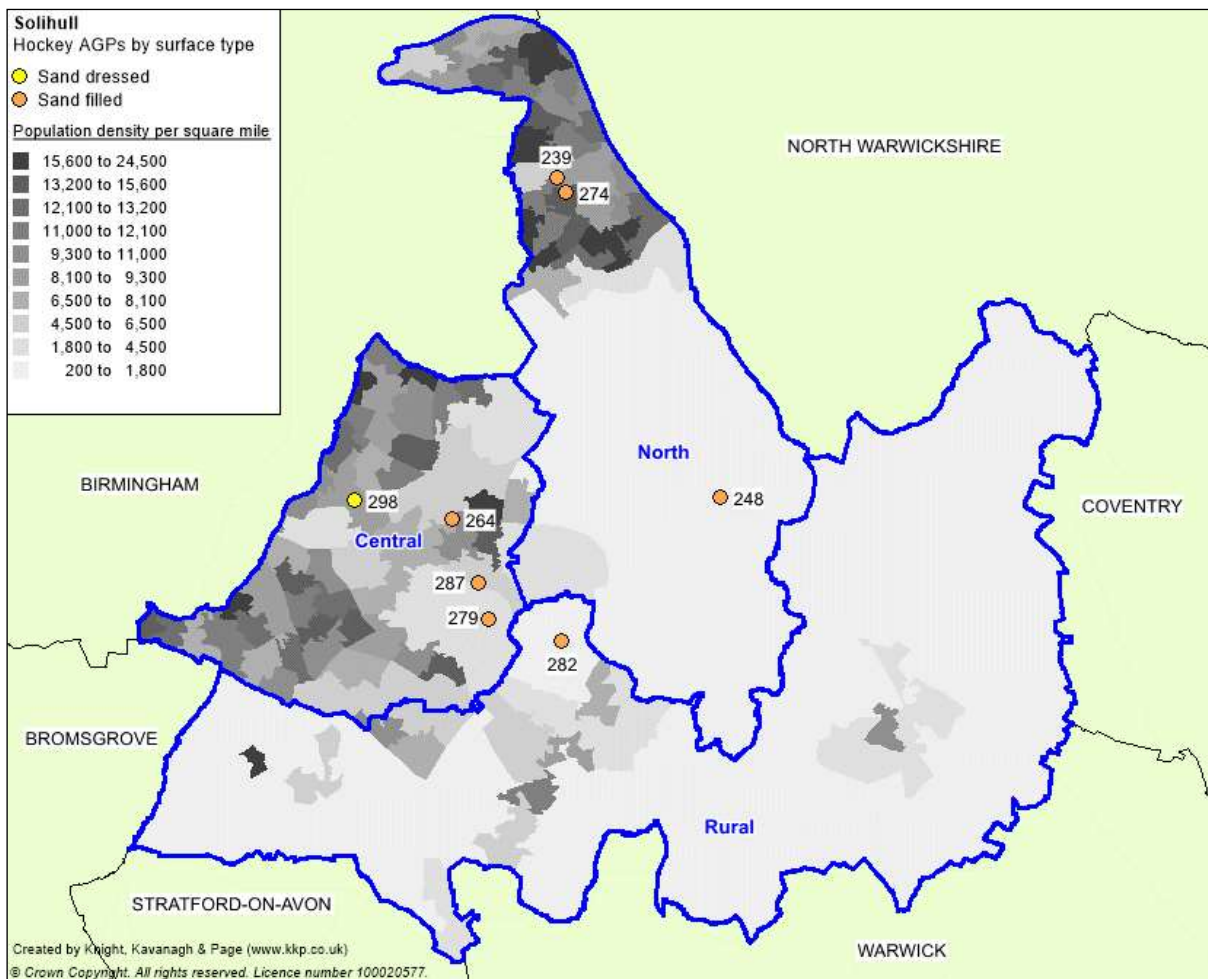 Solihull
Hockey AGPs by surface type
Sand dressed
Sand filled
Population density per square mile
15,600 to 24,500
13,200 to 15,600
12,100 to 13,200
11,000 to 12,100
9,300 to 11,000
8,100 to 9,300
6,500 to 8,100
4,500 to 6,500
1,800 to 4,500
200 to 1,800
NORTH WARWICKSHIRE
239
274
North
BIRMINGHAM
298
248
COVENTRY
264
Central
287
279
282
BROMSGROVE
Rural
STRATFORD-ON-AVON
WARWICK
Created by Knight, Kavanagh & Page (www.kkp.co.uk)
© Crown Copyright. All rights reserved. Licence number 100020577.